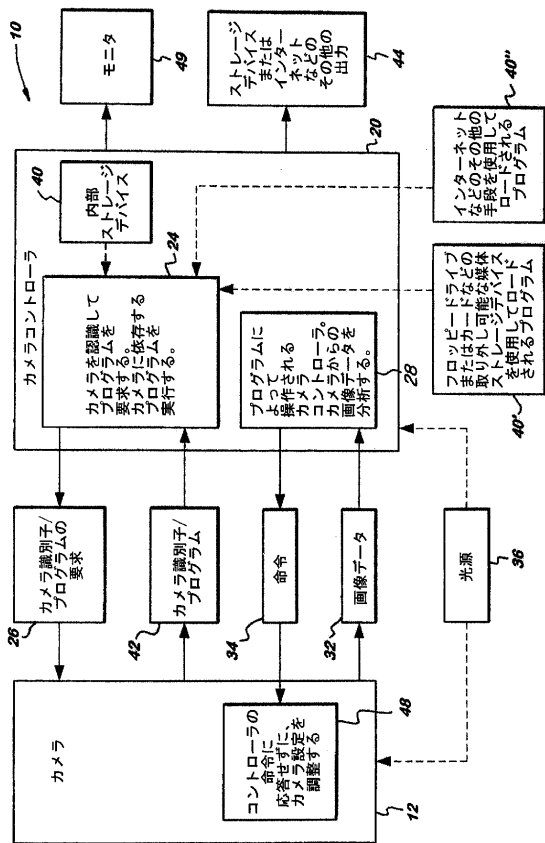 10
モニタ
49
ストレージ
デバイス
または
インター
ネット
などの
その他の
出力
44
カメラコントローラ
20
内部
ストレージ
デバイス
40
カメラを認識して
プログラムを
要求する。
カメラに依存する
プログラムを
実行する。
24
プログラムに
よって
操作される
カメラ
コントローラ。
カメラからの
画像データを
分析する。
28
インターネット
などのその他の
手段を使用して
ロードされる
プログラム
40''
フロッピードライブ
またはカードなどの
取り外し可能な媒体
ストレージデバイス
を使用してロード
されるプログラム
40'
カメラ識別子/
プログラムの
要求
26
カメラ識別子/
プログラム
42
命令
34
画像データ
32
光源
36
カメラ
12
コントローラの
命令に
応答せずに、
カメラ設定を
調整する
48